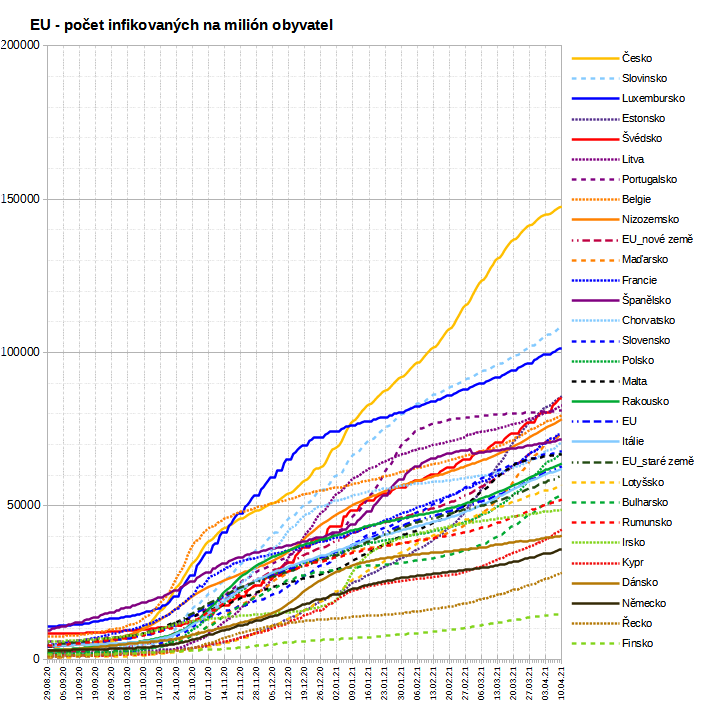 EU - počet infikovaných na milión obyvatel
200000
150000
100000
50000
0
Česko
Slovinsko
Luxembursko
Estonsko
Švédsko
Litva
Portugalsko
Belgie
Nizozemsko
EU_nové země
Maďarsko
Francie
Španělsko
Chorvatsko
Slovensko
Polsko
Malta
Rakousko
EU
Itálie
EU_staré země
Lotyšsko
Bulharsko
Rumunsko
Irsko
Kypr
Dánsko
Německo
Řecko
Finsko
29.08.20
05.09.20
12.09.20
19.09.20
26.09.20
03.10.20
10.10.20
17.10.20
24.10.20
31.10.20
07.11.20
14.11.20
21.11.20
28.11.20
05.12.20
12.12.20
19.12.20
26.12.20
02.01.21
09.01.21
16.01.21
23.01.21
30.01.21
06.02.21
13.02.21
20.02.21
27.02.21
06.03.21
13.03.21
20.03.21
27.03.21
03.04.21
10.04.21